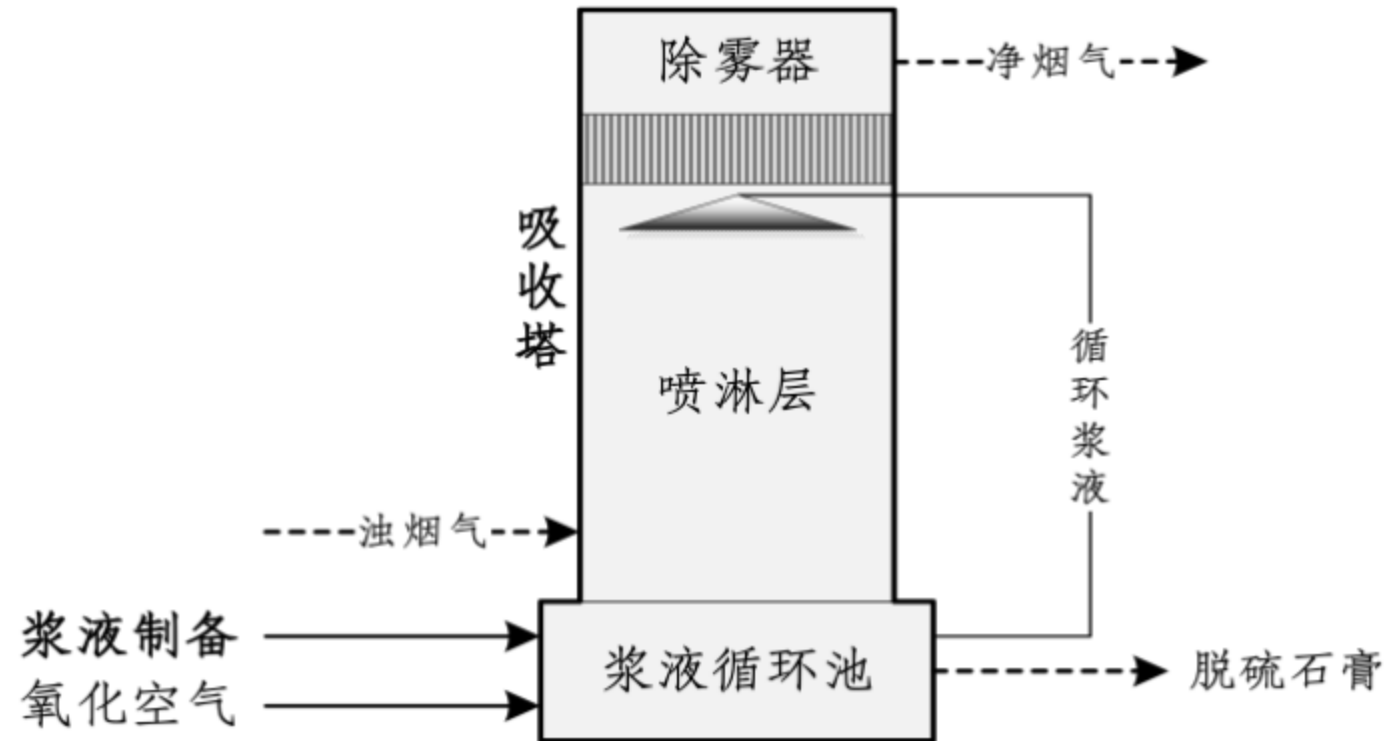 除雾器
净烟气
吸收塔
喷淋层
循环浆液
浊烟气
浆液制备
浆液循环池
脱硫石膏
氧化空气